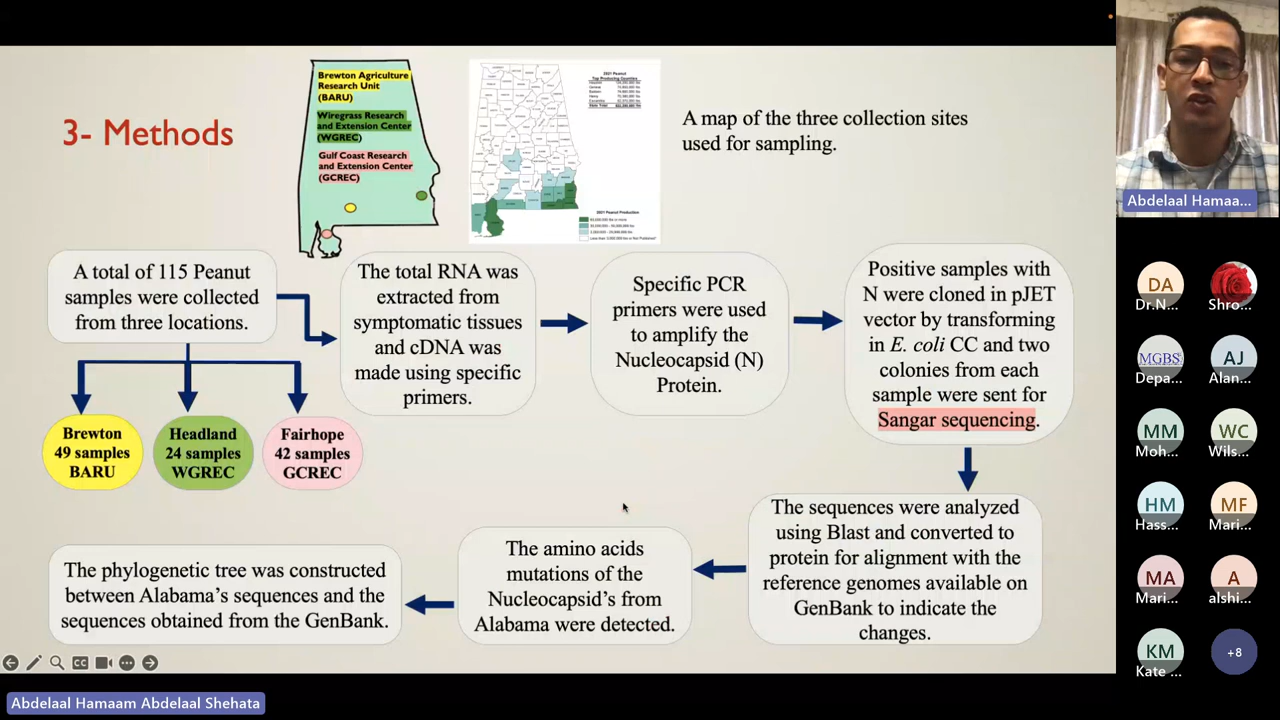 3- Methods
Brewton Agriculture
Research Unit
(BARU)
Wiregrass Research
and Extension Center
(WGREC)
Gulf Coast Research
and Extension Center
(GCREC)
2021 Peanut
Top Producing Counties
2021 Peanut Production
A map of the three collection sites
used for sampling.
A total of 115 Peanut
samples were collected
from three locations.
The total RNA was
extracted from
symptomatic tissues
and cDNA was
made using specific
primers.
Specific PCR
primers were used
to amplify the
Nucleocapsid (N)
Protein.
Positive samples with
N were cloned in pJET
vector by transforming
in E. coli CC and two
colonies from each
sample were sent for
Sangar sequencing.
Brewton
49 samples
BARU
Headland
24 samples
WGREC
Fairhope
42 samples
GCREC
The sequences were analyzed
using Blast and converted to
protein for alignment with the
reference genomes available on
GenBank to indicate the
changes.
The amino acids
mutations of the
Nucleocapsid's from
Alabama were detected.
The phylogenetic tree was constructed
between Alabama's sequences and the
sequences obtained from the GenBank.
Abdelaal Hamaa...
DA
Dr.N...
Shro...
MGBS
Depa...
AJ
Alan...
MM
Moh...
WC
Wils...
HM
Hass...
MF
Mari...
MA
Mari...
A
alshi...
KM
Kate ...
+8
CC
Abdelaal Hamaam Abdelaal Shehata